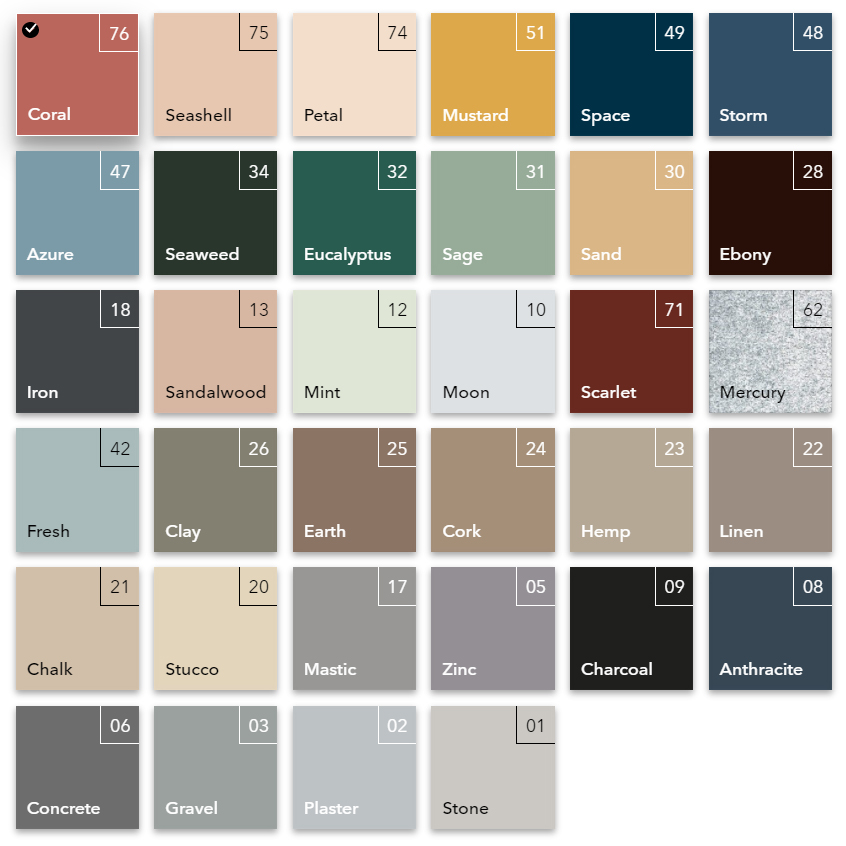 76
Coral
75
Seashell
74
Petal
51
Mustard
49
Space
48
Storm
47
Azure
34
Seaweed
32
Eucalyptus
31
Sage
30
Sand
28
Ebony
18
Iron
13
Sandalwood
12
Mint
10
Moon
71
Scarlet
62
Mercury
42
Fresh
26
Clay
25
Earth
24
Cork
23
Hemp
22
Linen
21
Chalk
20
Stucco
17
Mastic
05
Zinc
09
Charcoal
08
Anthracite
06
Concrete
03
Gravel
02
Plaster
01
Stone